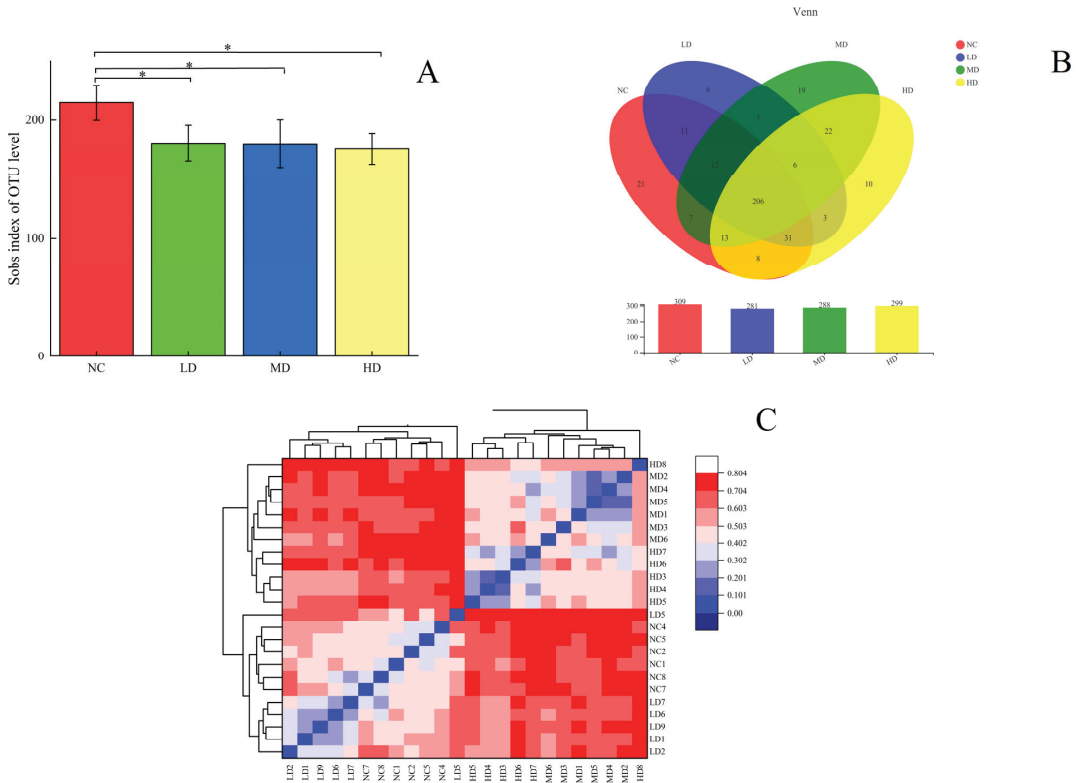 A
*
*
*
Sobs index of OTU level
200
100
0
NC
LD
MD
HD
B
Venn
NC
LD
MD
HD
LD
MD
NC
HD
9
19
11
22
6
21
10
206
7
3
13
31
8
300
200
100
0
309
281
288
299
NC
LD
MD
HD
C
HD8
MD2
MD4
MD5
MD1
MD3
MD6
HD7
HD6
HD3
HD4
HD5
LD5
NC4
NC5
NC2
NC1
NC8
NC7
LD7
LD6
LD9
LD1
LD2
0.804
0.704
0.603
0.503
0.402
0.302
0.201
0.101
0.00
LD2 LD1 LD9 LD6 LD7 NC7 NC8 NC1 NC2 NC5 NC4 LD5 HD5 HD4 HD3 HD6 HD7 MD6 MD3 MD1 MD5 MD4 MD2 HD8